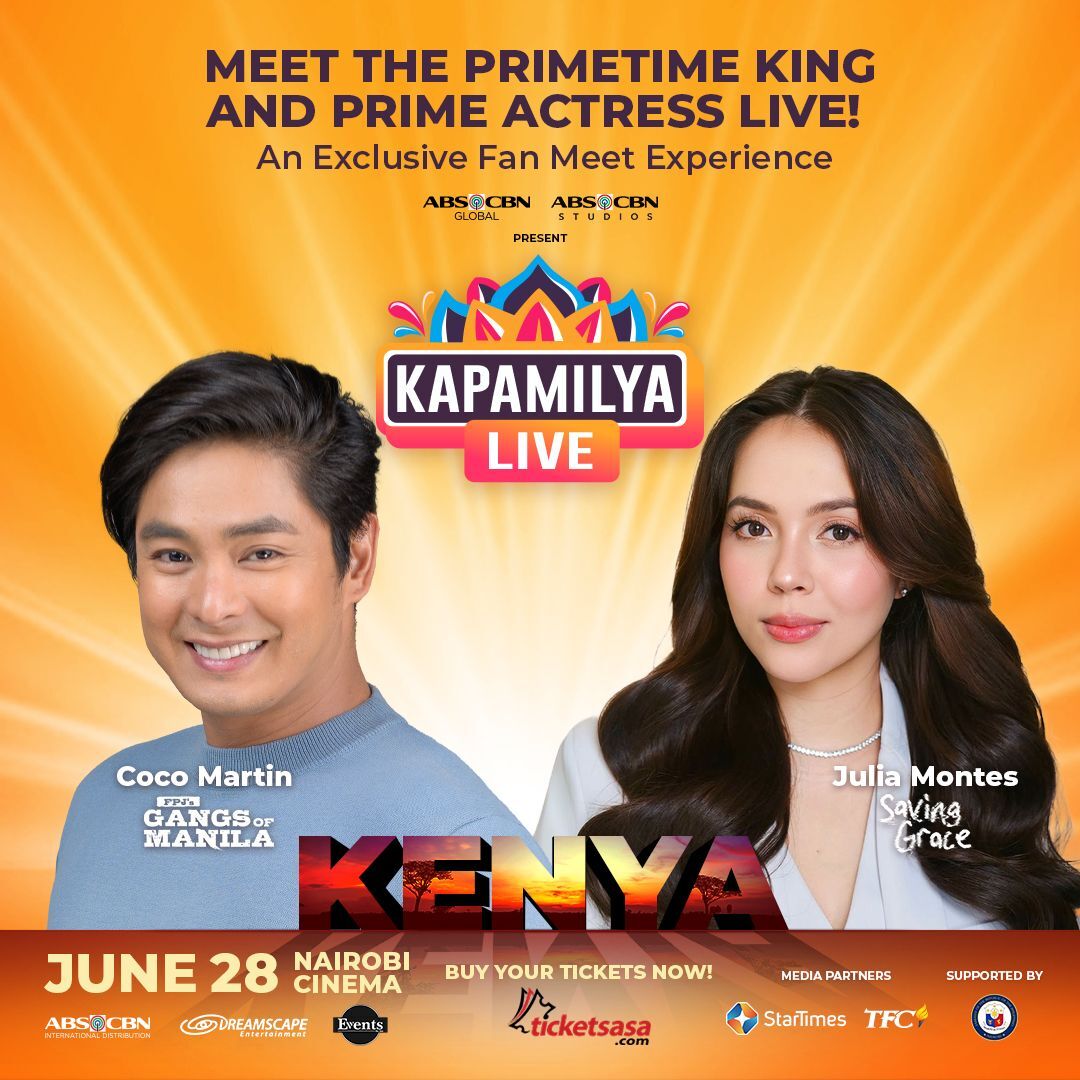 MEET THE PRIMETIME KING
AND PRIME ACTRESS LIVE!
An Exclusive Fan Meet Experience
ABS CBN GLOBAL
ABS CBN STUDIOS
PRESENT
KAPAMILYA
LIVE
Coco Martin
FPJ's
GANGS OF
MANILA
Julia Montes
Saving
Grace
KENYA
JUNE 28
NAIROBI
CINEMA
BUY YOUR TICKETS NOW!
ticketsasa
.com
MEDIA PARTNERS
SUPPORTED BY
ABS CBN
INTERNATIONAL DISTRIBUTION
DREAMSCAPE
Entertainment
Events
StarTimes
TFC